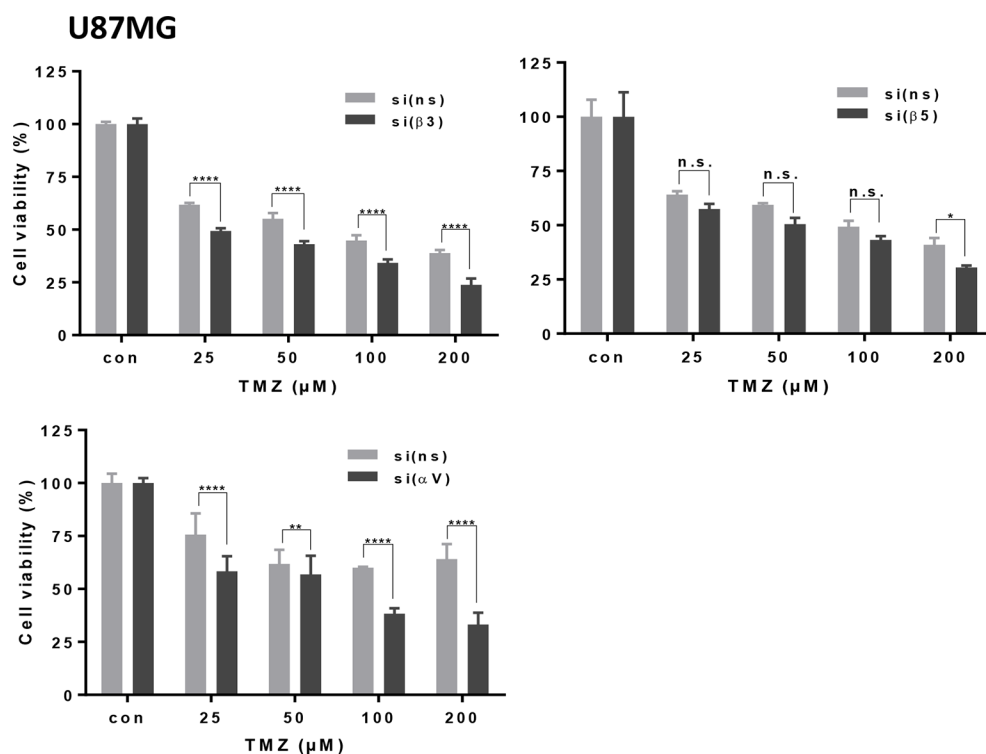 U87MG
125
100
75
50
25
0
Cell viability (%)
si(ns)
si(β3)
****
****
****
****
con 25 50 100 200
TMZ (µM)
125
100
75
50
25
0
si(ns)
si(β5)
n.s.
n.s.
n.s.
*
con 25 50 100 200
TMZ (µM)
125
100
75
50
25
0
Cell viability (%)
si(ns)
si(αV)
****
**
****
****
con 25 50 100 200
TMZ (µM)